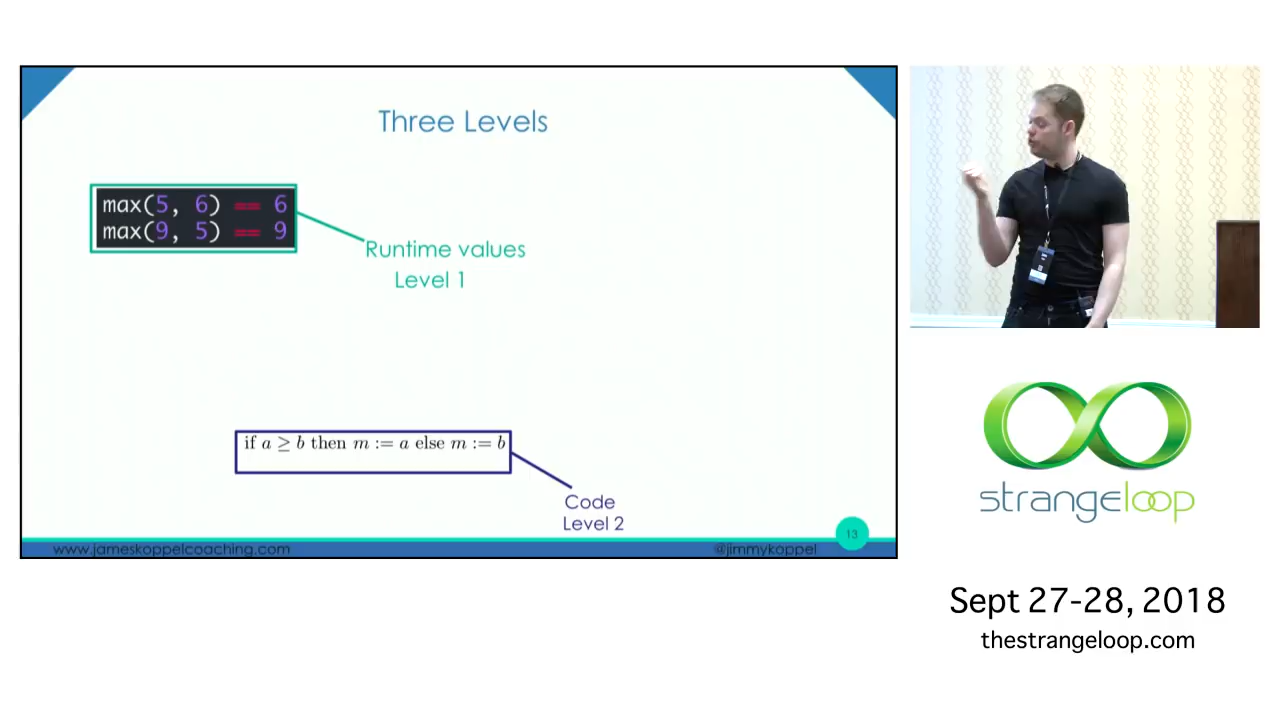 Three Levels
max(5, 6) == 6
max(9, 5) == 9
Runtime values
Level 1
if a ≥ b then m := a else m := b
Code
Level 2
www.jameskoppelcoaching.com
@jimmykoppel
13
strangeloop
Sept 27-28, 2018
thestrangeloop.com